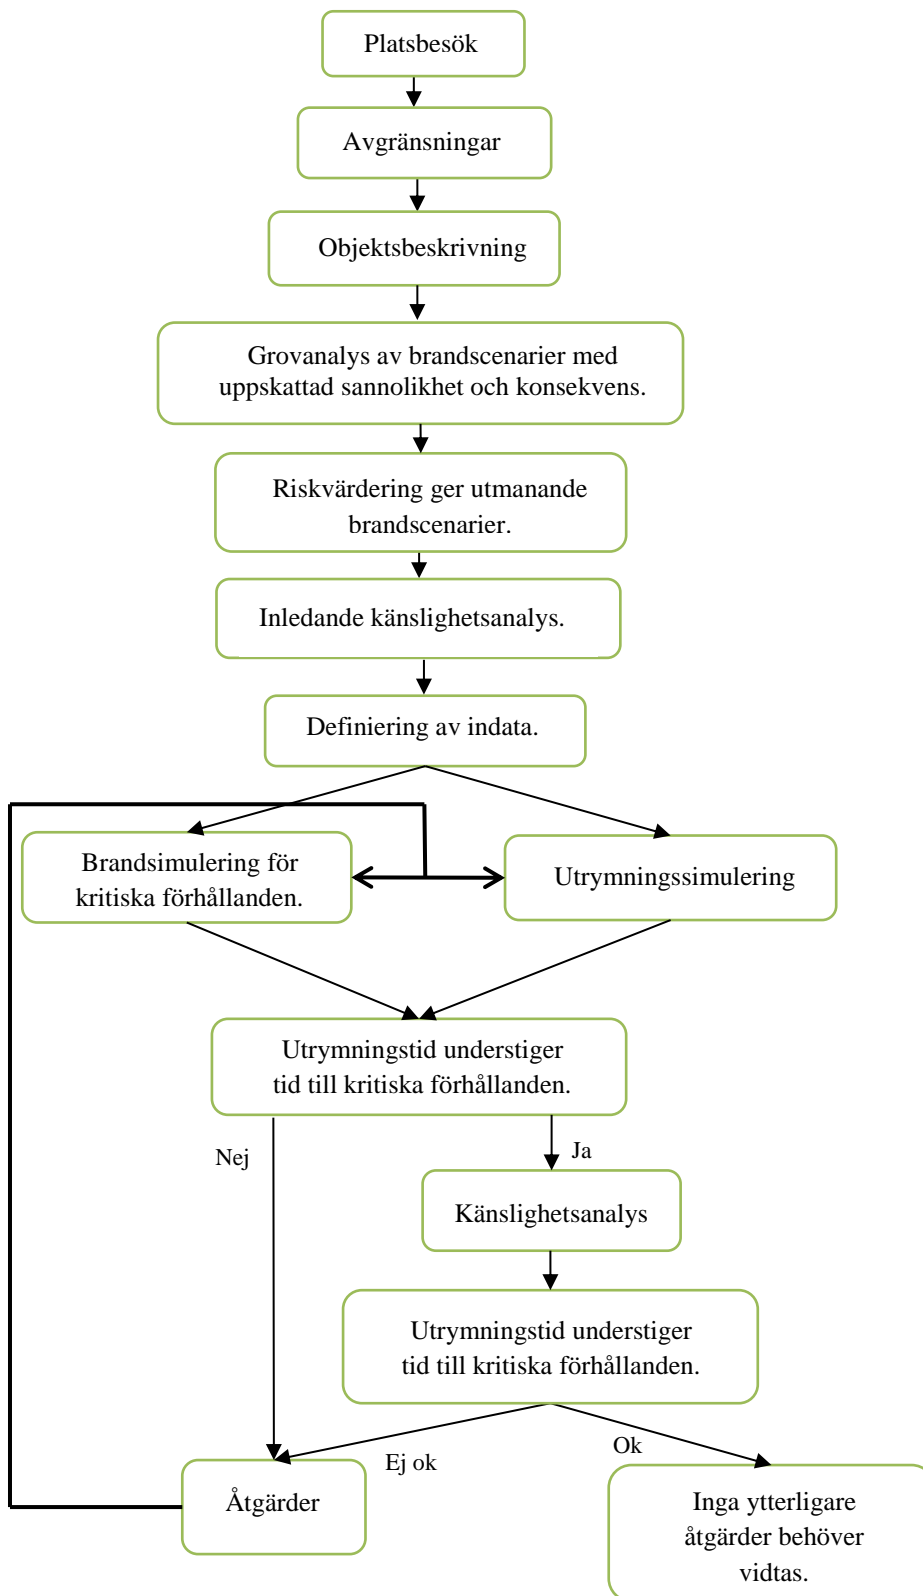 Platsbesök
Avgränsningar
Objektsbeskrivning
Grovanalys av brandscenarier med
uppskattad sannolikhet och konsekvens.
Riskvärdering ger utmanande
brandscenarier.
Inledande känslighetsanalys.
Definiering av indata.
Brandsimulering för
kritiska förhållanden.
Utrymningssimulering
Utrymningstid understiger
tid till kritiska förhållanden.
Nej
Ja
Känslighetsanalys
Utrymningstid understiger
tid till kritiska förhållanden.
Ej ok
Ok
Åtgärder
Inga ytterligare
åtgärder behöver
vidtas.